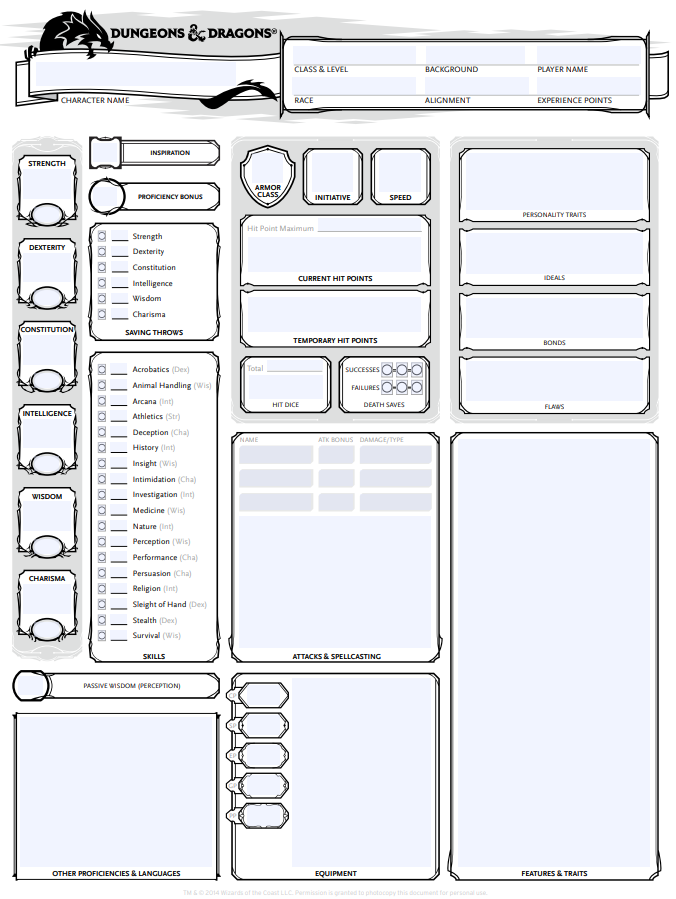 DUNGEONS & DRAGONS®
CHARACTER NAME
CLASS & LEVEL BACKGROUND PLAYER NAME
RACE ALIGNMENT EXPERIENCE POINTS
STRENGTH
DEXTERITY
CONSTITUTION
INTELLIGENCE
WISDOM
CHARISMA
INSPIRATION
PROFICIENCY BONUS
Strength
Dexterity
Constitution
Intelligence
Wisdom
Charisma
SAVING THROWS
Acrobatics (Dex)
Animal Handling (Wis)
Arcana (Int)
Athletics (Str)
Deception (Cha)
History (Int)
Insight (Wis)
Intimidation (Cha)
Investigation (Int)
Medicine (Wis)
Nature (Int)
Perception (Wis)
Performance (Cha)
Persuasion (Cha)
Religion (Int)
Sleight of Hand (Dex)
Stealth (Dex)
Survival (Wis)
SKILLS
PASSIVE WISDOM (PERCEPTION)
OTHER PROFICIENCIES & LANGUAGES
ARMOR
CLASS
INITIATIVE
SPEED
Hit Point Maximum
CURRENT HIT POINTS
TEMPORARY HIT POINTS
Total
HIT DICE
SUCCESSES
FAILURES
DEATH SAVES
NAME ATK BONUS DAMAGE/TYPE
ATTACKS & SPELLCASTING
CP
SP
EP
GP
PP
EQUIPMENT
PERSONALITY TRAITS
IDEALS
BONDS
FLAWS
FEATURES & TRAITS
TM & © 2014 Wizards of the Coast LLC. Permission is granted to photocopy this document for personal use.